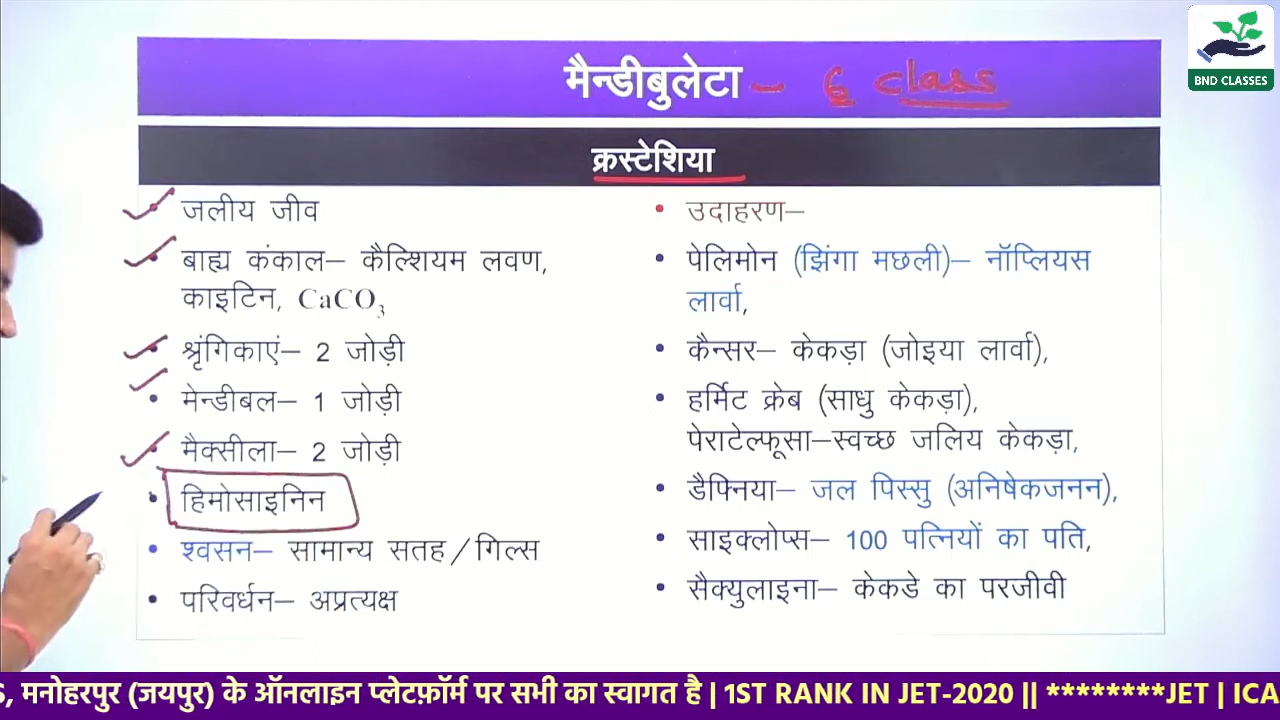 BND CLASSES
मैन्डीबुलेटा – 6 class
क्रस्टेशिया
• जलीय जीव
• बाह्य कंकाल– कैल्शियम लवण,
काइटिन, CaCO₃
• श्रृंगिकाएं– 2 जोड़ी
• मेन्डीबल– 1 जोड़ी
• मैक्सीला– 2 जोड़ी
• हिमोसाइनिन
• श्वसन– सामान्य सतह/गिल्स
• परिवर्धन– अप्रत्यक्ष
• उदाहरण–
• पेलिमोन (झिंगा मछली)– नॉप्लियस
लार्वा,
• कैन्सर– केकड़ा (जोइया लार्वा),
• हर्मिट क्रेब (साधु केकड़ा),
पेराटेल्फूसा–स्वच्छ जलिय केकड़ा,
• डैफ्निया– जल पिस्सु (अनिषेकजनन),
• साइक्लोप्स– 100 पत्नियों का पति,
• सैक्युलाइना– केकडे का परजीवी
S, मनोहरपुर (जयपुर) के ऑनलाइन प्लेटफ़ॉर्म पर सभी का स्वागत है | 1ST RANK IN JET-2020 || ********JET | ICA